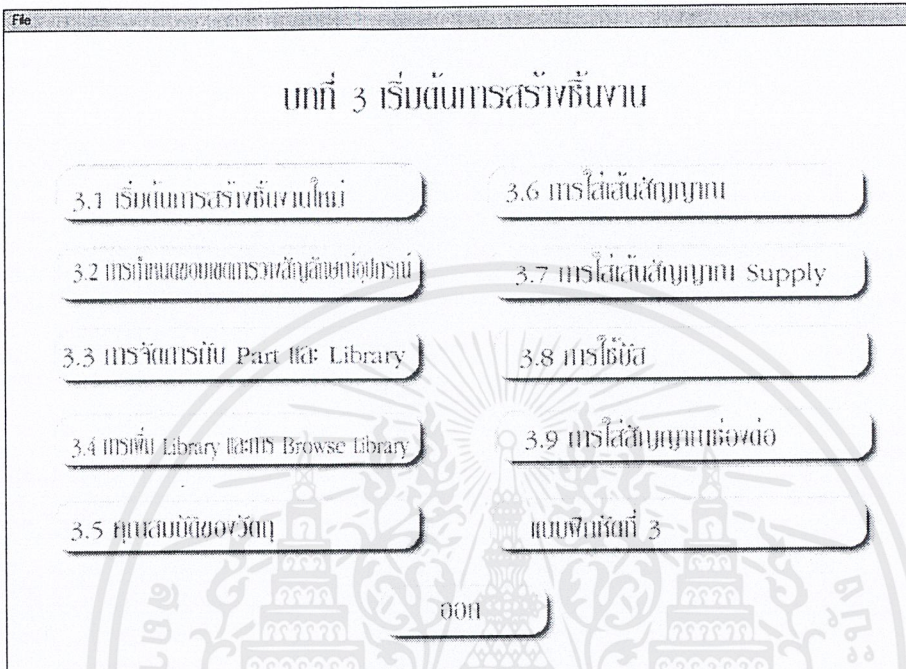 File
บทที่ 3 เริ่มต้นการสร้างชิ้นงาน
3.1 เริ่มต้นการสร้างชิ้นงานใหม่
3.2 การกำหนดขอบเขตการวางสัญลักษณ์อุปกรณ์
3.3 การจัดการกับ Part และ Library
3.4 การเพิ่ม Library และการ Browse Library
3.5 คุณสมบัติของวัตถุ
3.6 การใส่เส้นสัญญาณ
3.7 การใส่เส้นสัญญาณ Supply
3.8 การใช้บัส
3.9 การใส่สัญญาณช่องต่อ
แบบฝึกหัดที่ 3
ออก